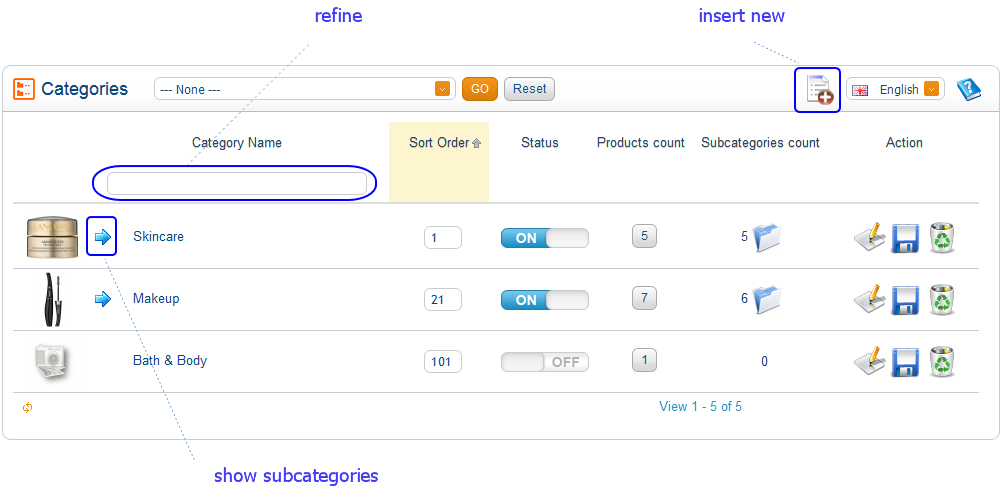 refine
insert new
Categories
--- None ---
GO
Reset
English
Category Name
Sort Order
Status
Products count
Subcategories count
Action
Skincare
1
ON
5
5
Makeup
21
ON
7
6
Bath & Body
101
OFF
1
0
View 1 - 5 of 5
show subcategories